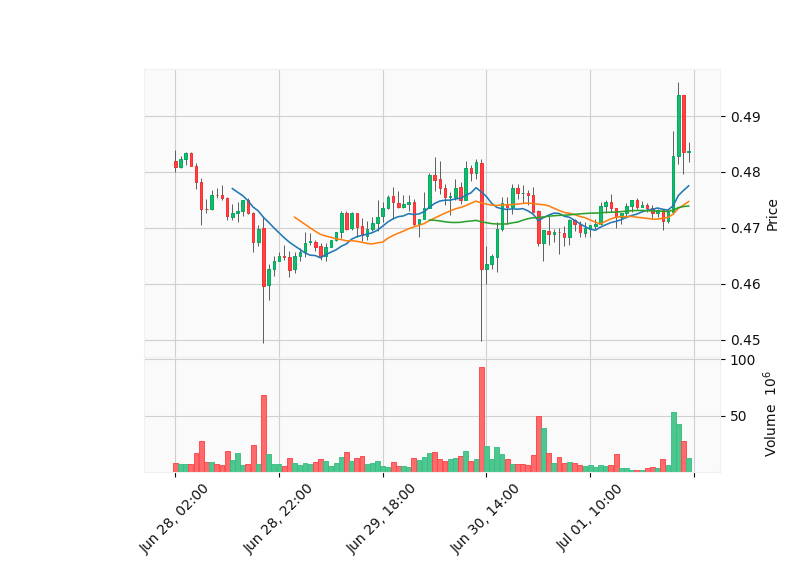 0.49
0.48
0.47
0.46
0.45
Price
100
50
Volume 10^6
Jun 28, 02:00
Jun 28, 22:00
Jun 29, 18:00
Jun 30, 14:00
Jul 01, 10:00